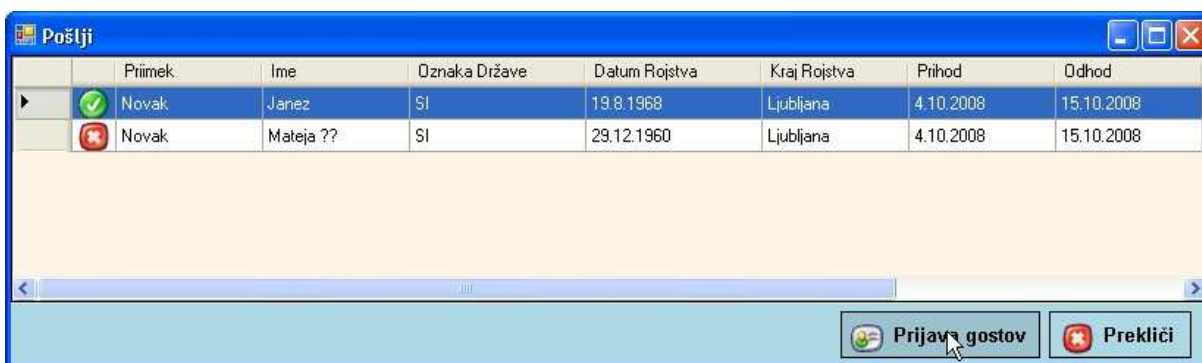 Pošlji
Priimek Ime Oznaka Države Datum Rojstva Kraj Rojstva Prihod Odhod
Novak Janez SI 19.8.1968 Ljubljana 4.10.2008 15.10.2008
Novak Mateja ?? SI 29.12.1960 Ljubljana 4.10.2008 15.10.2008
Prijava gostov Prekliči